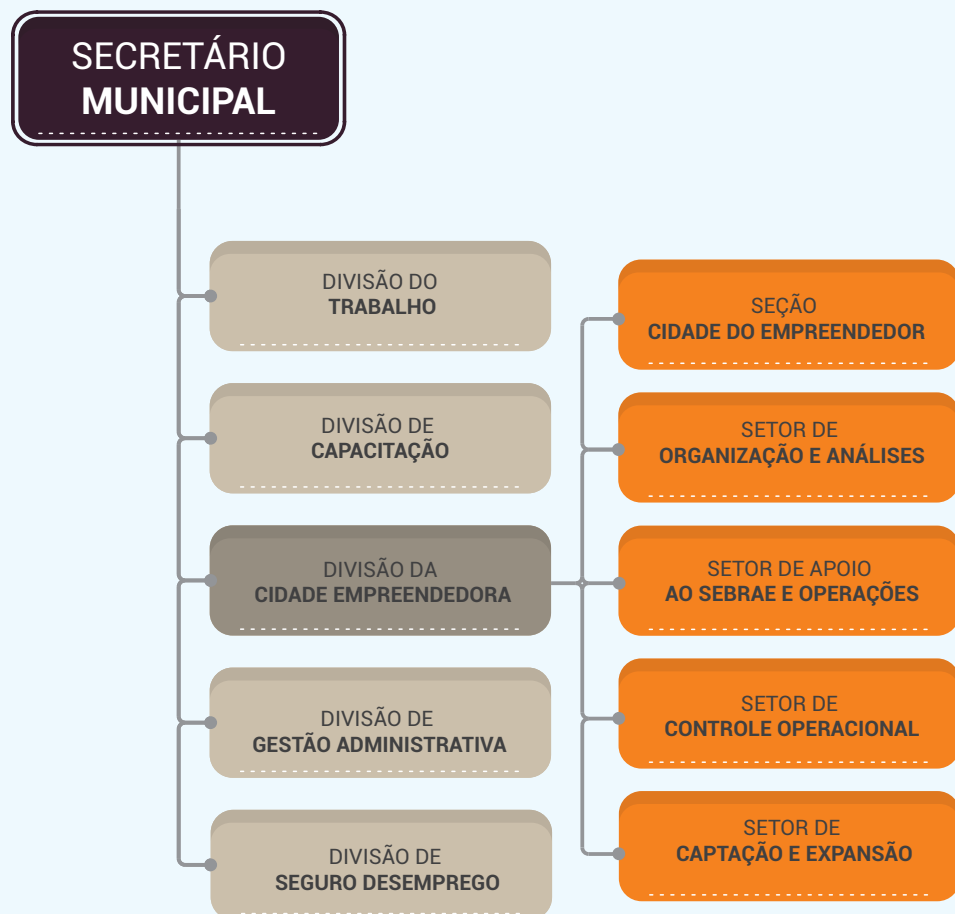 SECRETÁRIO
MUNICIPAL
DIVISÃO DO
TRABALHO
DIVISÃO DE
CAPACITAÇÃO
DIVISÃO DA
CIDADE EMPREENDEDORA
DIVISÃO DE
GESTÃO ADMINISTRATIVA
DIVISÃO DE
SEGURO DESEMPREGO
SEÇÃO
CIDADE DO EMPREENDEDOR
SETOR DE
ORGANIZAÇÃO E ANÁLISES
SETOR DE APOIO
AO SEBRAE E OPERAÇÕES
SETOR DE
CONTROLE OPERACIONAL
SETOR DE
CAPTAÇÃO E EXPANSÃO